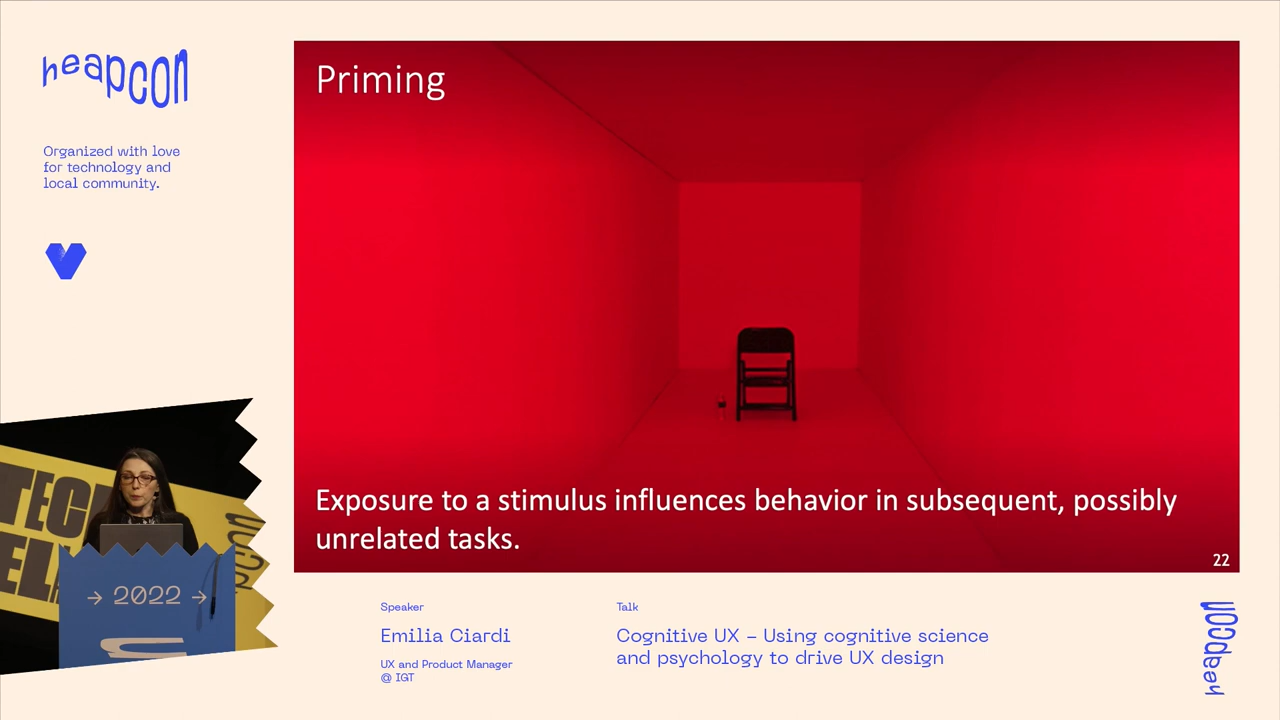 heapcon
Organized with love
for technology and
local community.
Priming
Exposure to a stimulus influences behavior in subsequent, possibly
unrelated tasks.
22
TEC
→ 2022 →
Speaker
Emilia Ciardi
UX and Product Manager
@ IGT
Talk
Cognitive UX – Using cognitive science
and psychology to drive UX design
heapcon